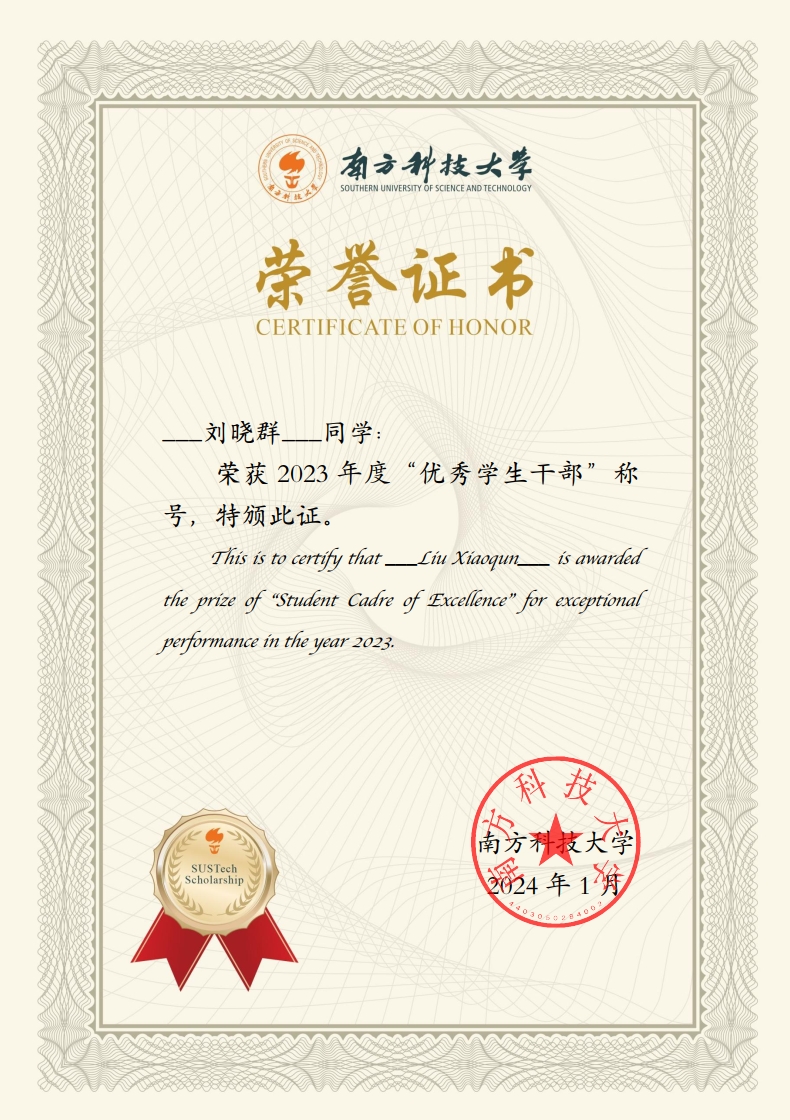 南方科技大学
SOUTHERN UNIVERSITY OF SCIENCE AND TECHNOLOGY
荣誉证书
CERTIFICATE OF HONOR
___刘晓群___同学:
荣获 2023 年度“优秀学生干部” 称
号，特颁此证。
This is to certify that ___Liu Xiaoqun___ is awarded
the prize of “Student Cadre of Excellence” for exceptional
performance in the year 2023.
SUSTech
Scholarship
南方科技大学
南方科技大学
2024 年 1 月